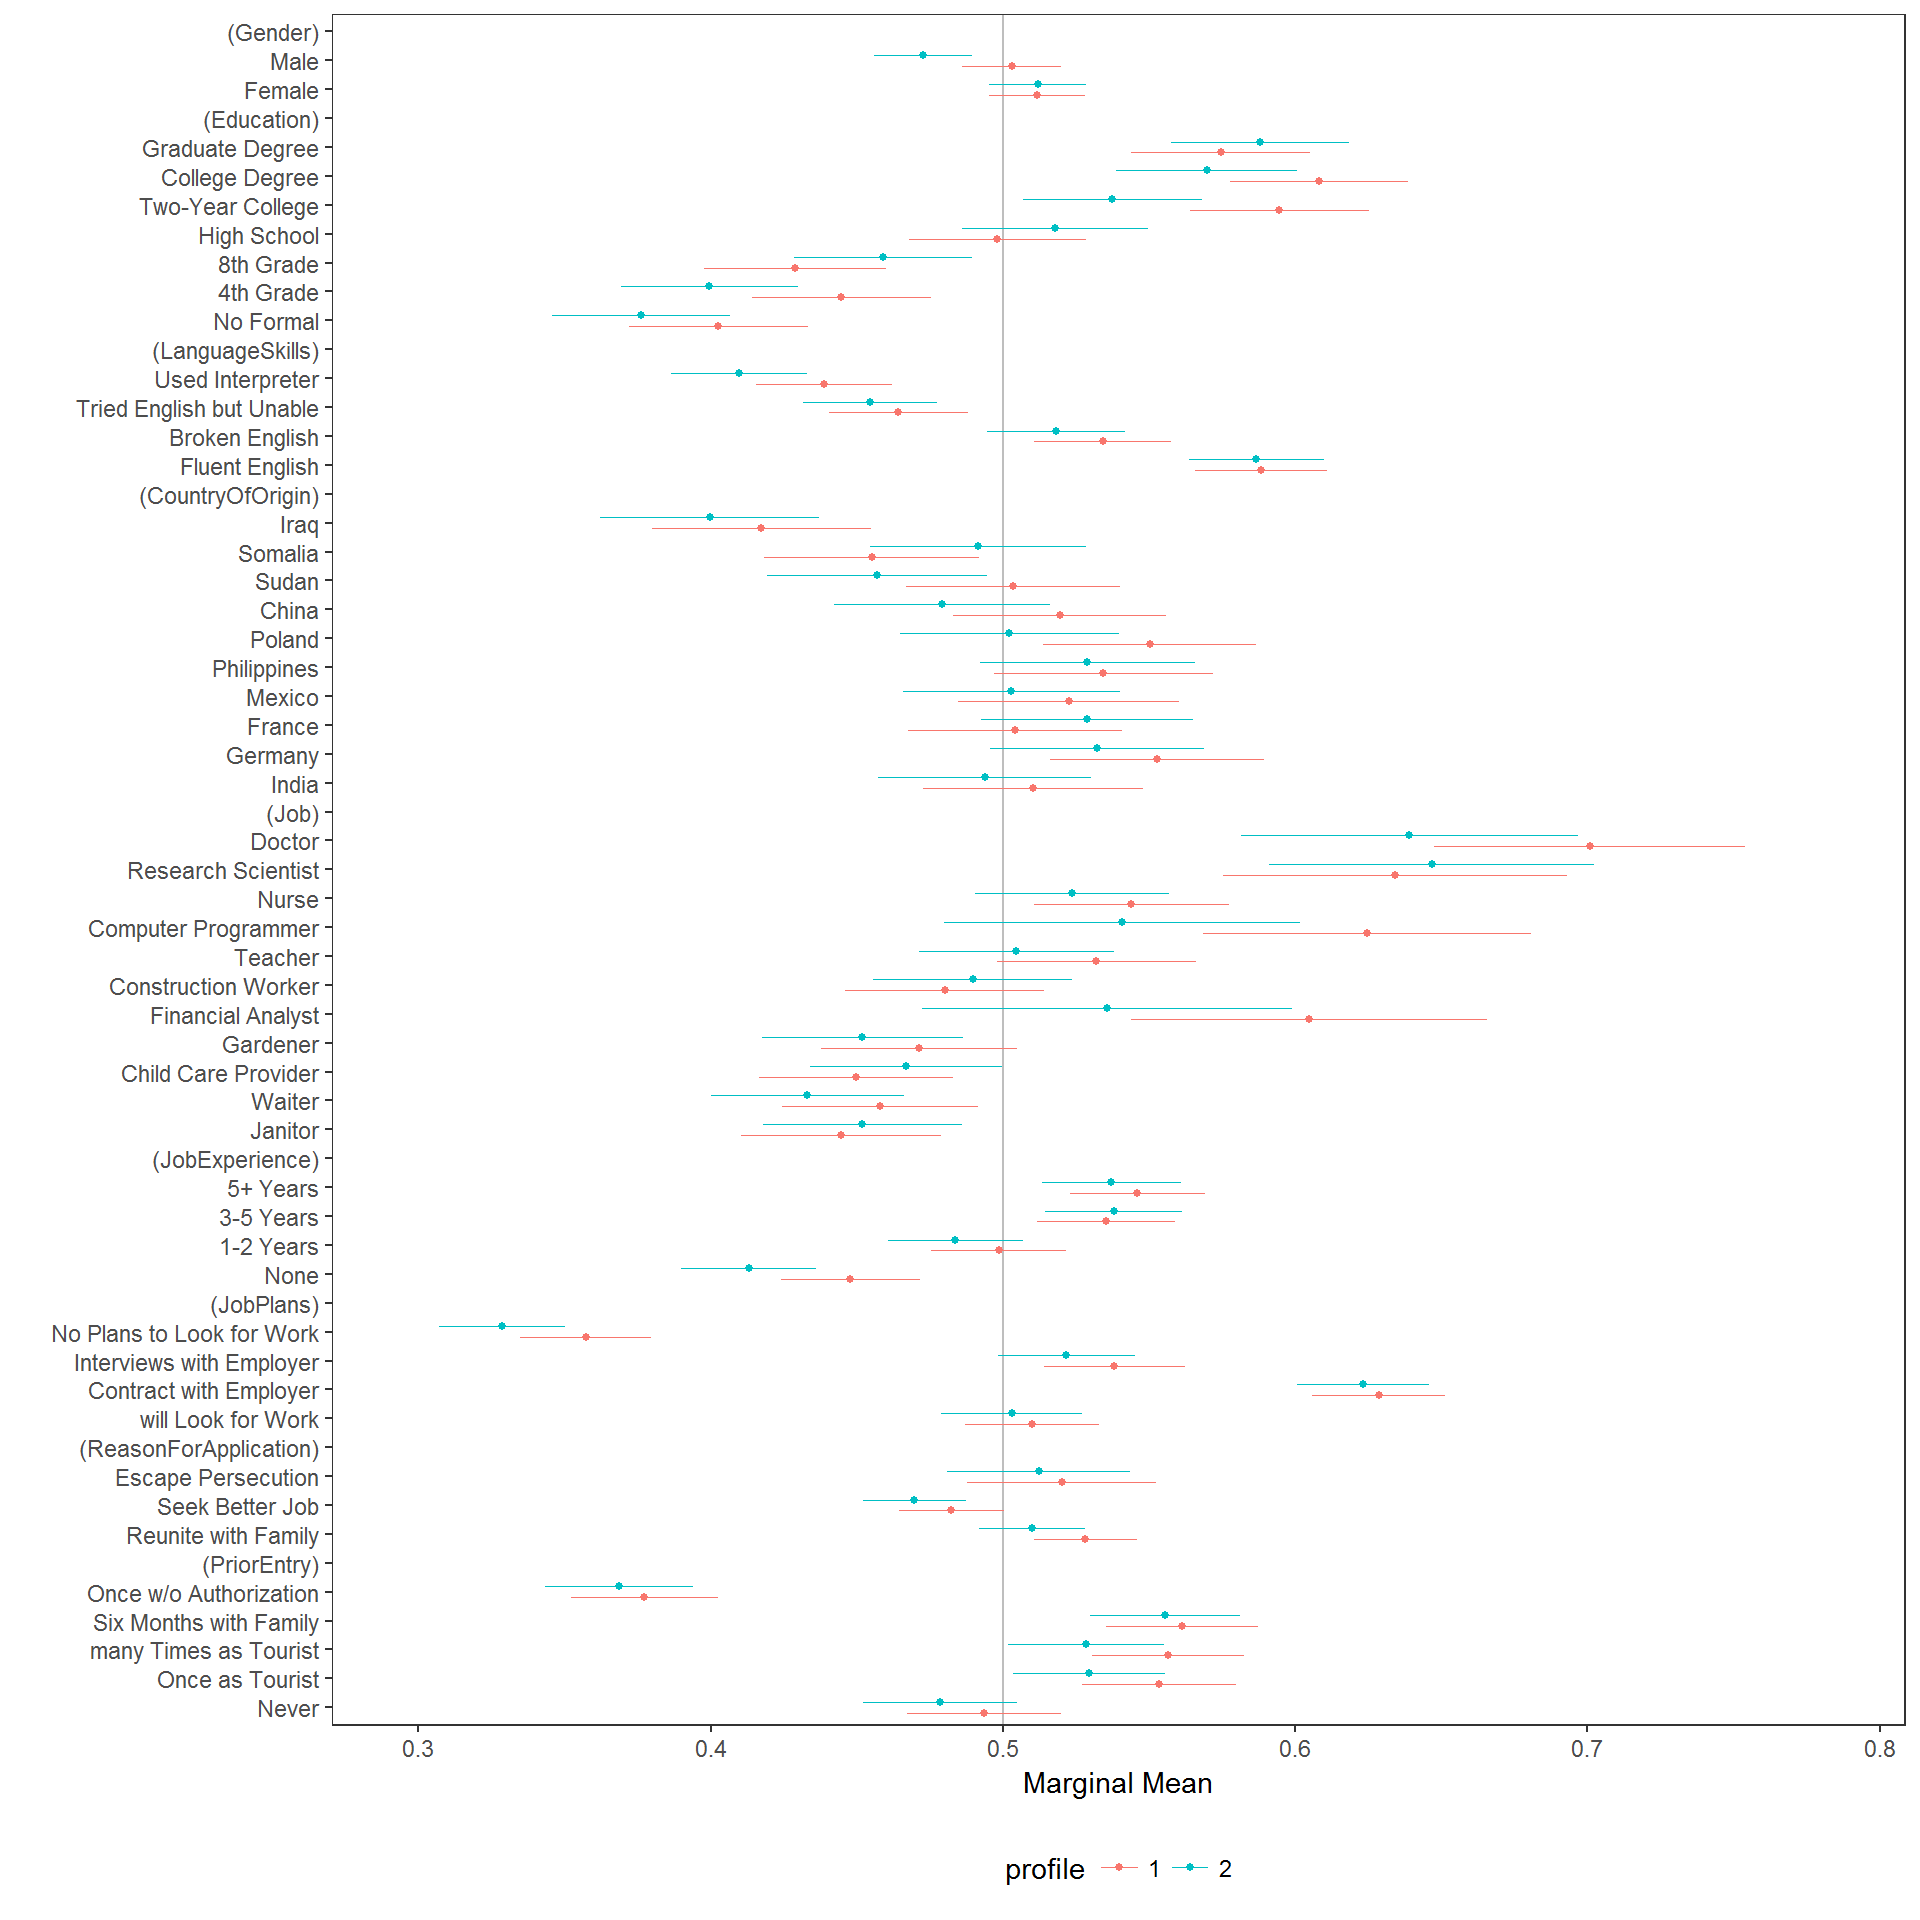 (Gender)
Male
Female
(Education)
Graduate Degree
College Degree
Two-Year College
High School
8th Grade
4th Grade
No Formal
(LanguageSkills)
Used Interpreter
Tried English but Unable
Broken English
Fluent English
(CountryOfOrigin)
Iraq
Somalia
Sudan
China
Poland
Philippines
Mexico
France
Germany
India
(Job)
Doctor
Research Scientist
Nurse
Computer Programmer
Teacher
Construction Worker
Financial Analyst
Gardener
Child Care Provider
Waiter
Janitor
(JobExperience)
5+ Years
3-5 Years
1-2 Years
None
(JobPlans)
No Plans to Look for Work
Interviews with Employer
Contract with Employer
will Look for Work
(ReasonForApplication)
Escape Persecution
Seek Better Job
Reunite with Family
(PriorEntry)
Once w/o Authorization
Six Months with Family
many Times as Tourist
Once as Tourist
Never
0.3 0.4 0.5 0.6 0.7 0.8
Marginal Mean
profile 1 2